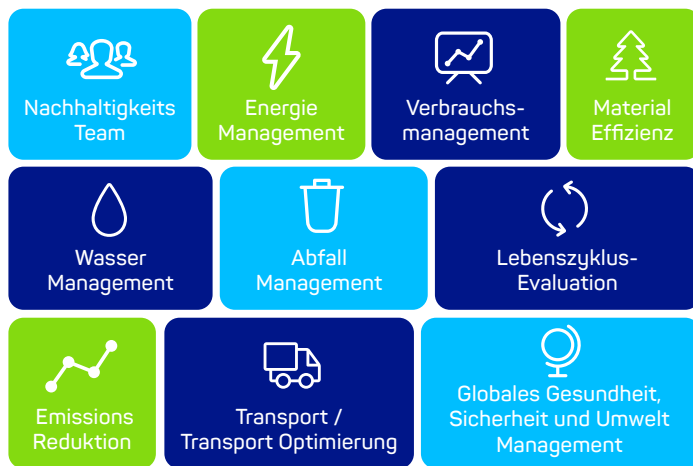 Nachhaltigkeits
Team
Energie
Management
Verbrauchs-
management
Material
Effizienz
Wasser
Management
Abfall
Management
Lebenszyklus-
Evaluation
Emissions
Reduktion
Transport /
Transport Optimierung
Globales Gesundheit,
Sicherheit und Umwelt
Management